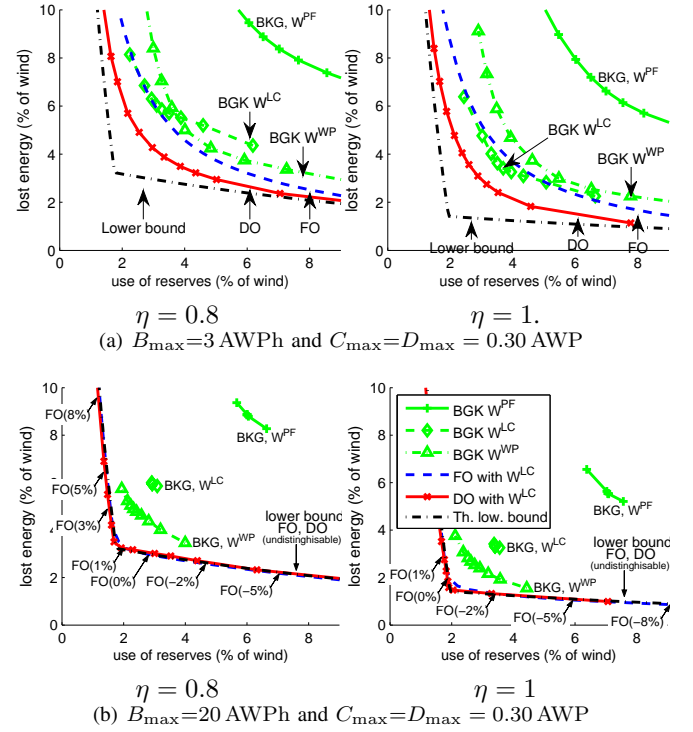 10
8
6
4
2
0
0 2 4 6 8
lost energy (% of wind)
use of reserves (% of wind)
BKG, W^PF
BGK W^LC
BGK W^WP
Lower bound
DO
FO
η = 0.8
10
8
6
4
2
0
0 2 4 6 8
lost energy (% of wind)
use of reserves (% of wind)
BKG, W^PF
BGK W^LC
BGK W^WP
Lower bound
DO
FO
η = 1.
(a) B_max=3 AWPh and C_max=D_max = 0.30 AWP
10
8
6
4
2
0
0 2 4 6 8
lost energy (% of wind)
use of reserves (% of wind)
FO(8%)
FO(5%)
FO(3%)
FO(1%)
FO(0%)
FO(−2%)
FO(−5%)
BKG, W^PF
BKG, W^LC
BKG, W^WP
lower bound
FO, DO
(undistinghisable)
η = 0.8
10
8
6
4
2
0
0 2 4 6 8
lost energy (% of wind)
use of reserves (% of wind)
BGK W^PF
BGK W^LC
BGK W^WP
FO with W^LC
DO with W^LC
Th. low. bound
FO(1%)
FO(0%)
FO(−2%)
FO(−5%)
FO(−8%)
BKG, W^PF
BKG, W^LC
BKG, W^WP
lower bound
FO, DO
(undistinghisable)
η = 1
(b) B_max=20 AWPh and C_max=D_max = 0.30 AWP